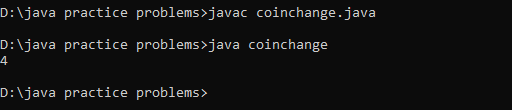 D:\java practice problems>javac coinchange.java
D:\java practice problems>java coinchange
4
D:\java practice problems>